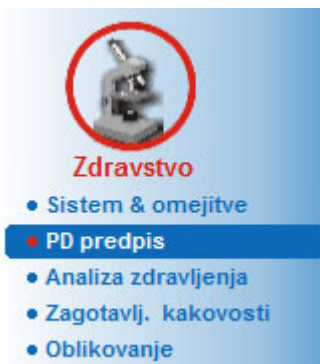 Zdravstvo
Sistem & omejitve
PD predpis
Analiza zdravljenja
Zagotavlj. kakovosti
Oblikovanje